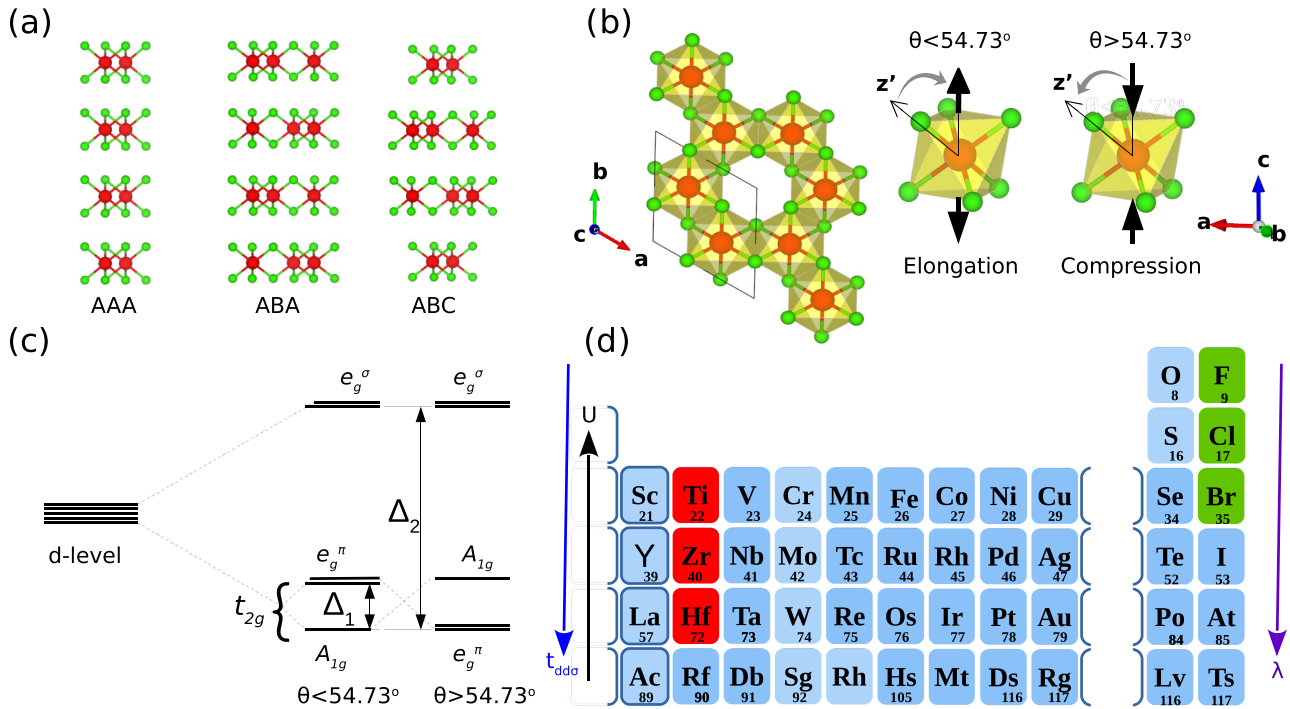 (a)
AAA
ABA
ABC
(b)
b
c
a
θ<54.73°
z'
Elongation
θ>54.73°
z'
θ<54.73°
Compression
c
a
b
(c)
d-level
e_g^σ
e_g^σ
Δ₂
e_g^π
A_1g
t_2g
Δ₁
A_1g
e_g^π
θ<54.73°
θ>54.73°
(d)
U
t_ddσ
λ
O 8
F 9
S 16
Cl 17
Sc 21
Ti 22
V 23
Cr 24
Mn 25
Fe 26
Co 27
Ni 28
Cu 29
Se 34
Br 35
Y 39
Zr 40
Nb 41
Mo 42
Tc 43
Ru 44
Rh 45
Pd 46
Ag 47
Te 52
I 53
La 57
Hf 72
Ta 73
W 74
Re 75
Os 76
Ir 77
Pt 78
Au 79
Po 84
At 85
Ac 89
Rf 90
Db 91
Sg 92
Rh
Hs 105
Mt
Ds 116
Rg 117
Lv 116
Ts 117